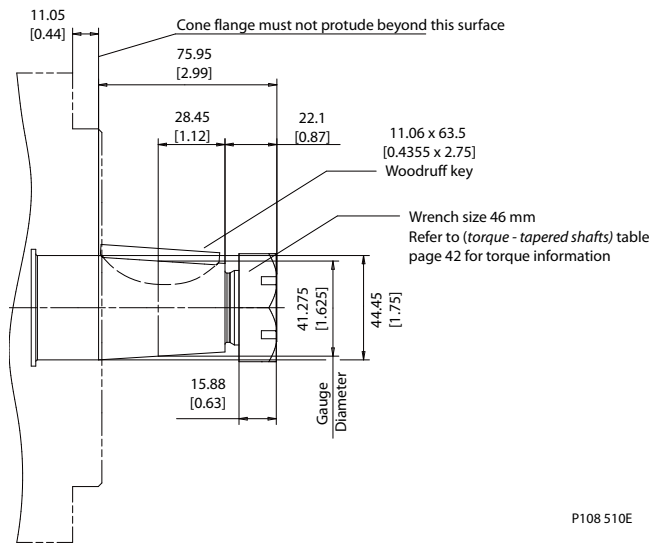 11.05
[0.44]
Cone flange must not protude beyond this surface
75.95
[2.99]
28.45
[1.12]
22.1
[0.87]
11.06 x 63.5
[0.4355 x 2.75]
Woodruff key
Wrench size 46 mm
Refer to (torque - tapered shafts) table
page 42 for torque information
41.275
[1.625]
44.45
[1.75]
15.88
[0.63]
Gauge
Diameter
P108 510E